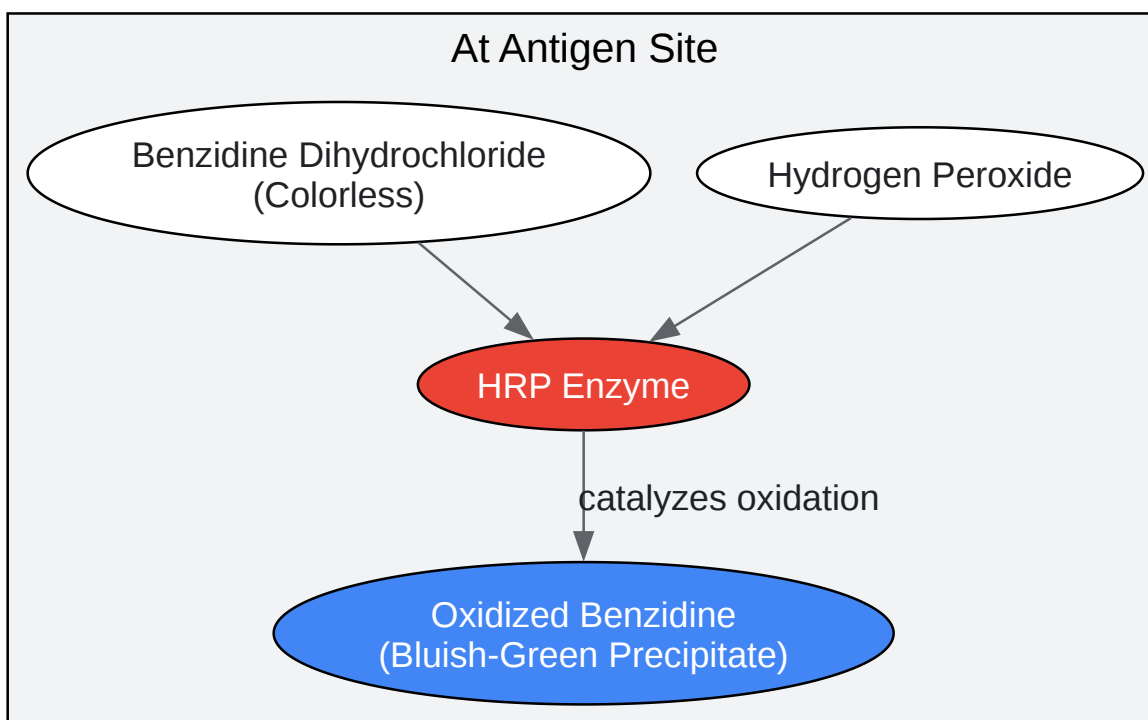 At Antigen Site
Benzidine Dihydrochloride
(Colorless)
Hydrogen Peroxide
HRP Enzyme
catalyzes oxidation
Oxidized Benzidine
(Bluish-Green Precipitate)